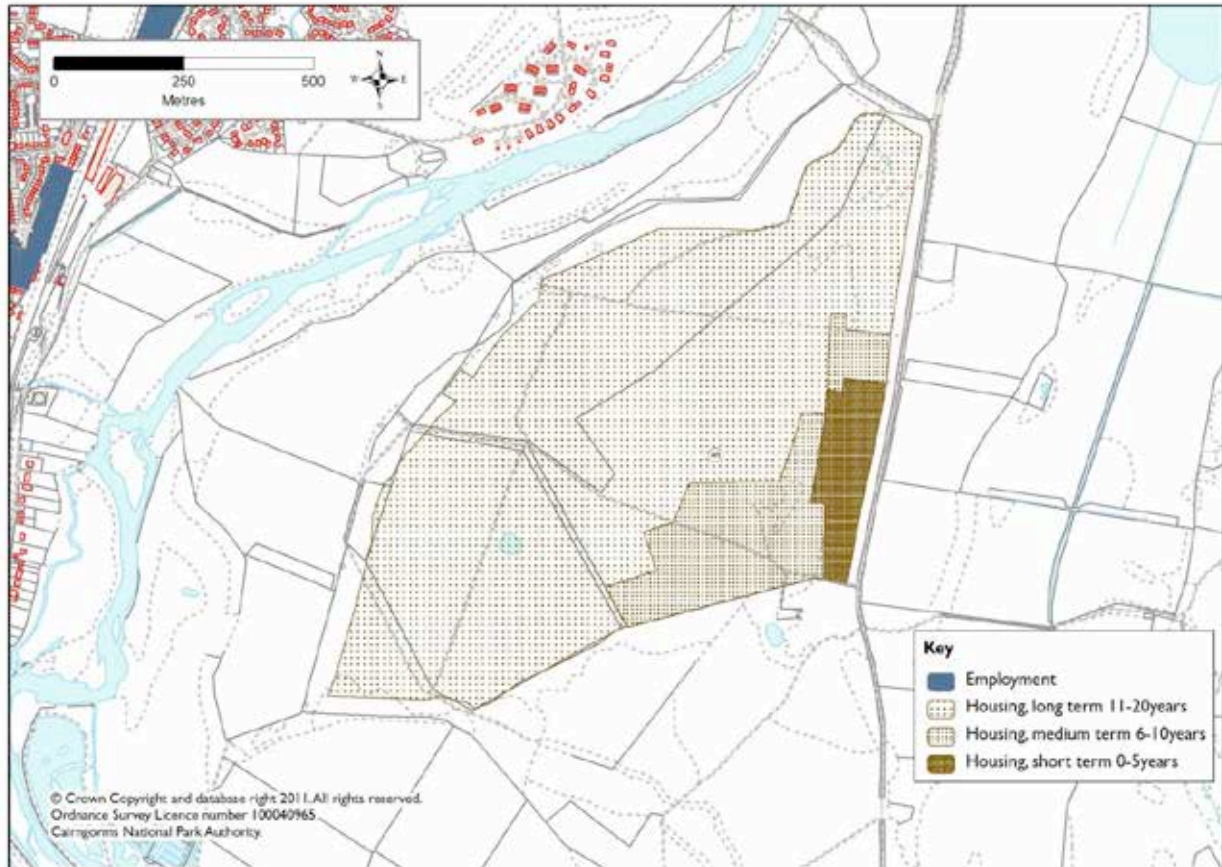 0 250 500
Metres
N
W E
S
Key
Employment
Housing, long term 11-20years
Housing, medium term 6-10years
Housing, short term 0-5years
© Crown Copyright and database right 2011. All rights reserved.
Ordnance Survey Licence number 100040965
Cairngorms National Park Authority.